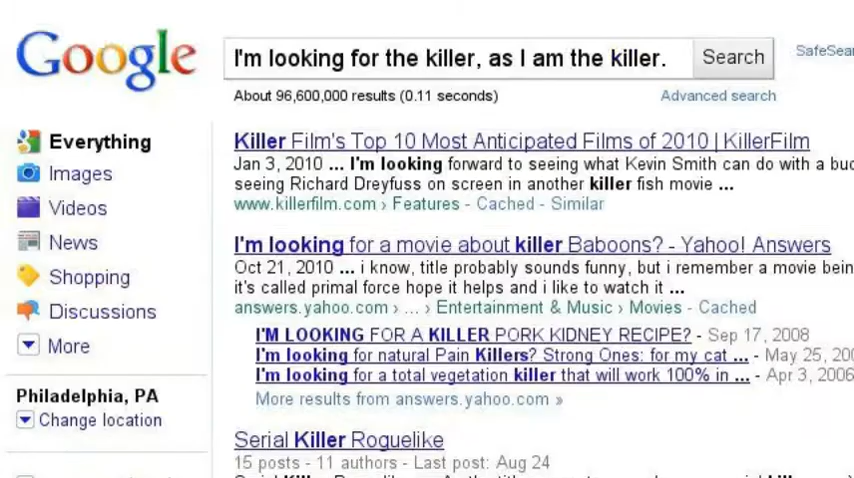 Google
I'm looking for the killer, as I am the killer.
Search
SafeSear
About 96,600,000 results (0.11 seconds)
Advanced search
Everything
Images
Videos
News
Shopping
Discussions
More
Philadelphia, PA
Change location
Killer Film's Top 10 Most Anticipated Films of 2010 | KillerFilm
Jan 3, 2010 ... I'm looking forward to seeing what Kevin Smith can do with a buc
seeing Richard Dreyfuss on screen in another killer fish movie ...
www.killerfilm.com › Features - Cached - Similar
I'm looking for a movie about killer Baboons? - Yahoo! Answers
Oct 21, 2010 ... i know, title probably sounds funny, but i remember a movie bein
it's called primal force hope it helps and i like to watch it ...
answers.yahoo.com › ... › Entertainment & Music › Movies - Cached
I'M LOOKING FOR A KILLER PORK KIDNEY RECIPE? - Sep 17, 2008
I'm looking for natural Pain Killers? Strong Ones: for my cat ... - May 25, 200
I'm looking for a total vegetation killer that will work 100% in ... - Apr 3, 2006
More results from answers.yahoo.com »
Serial Killer Roguelike
15 posts - 11 authors - Last post: Aug 24